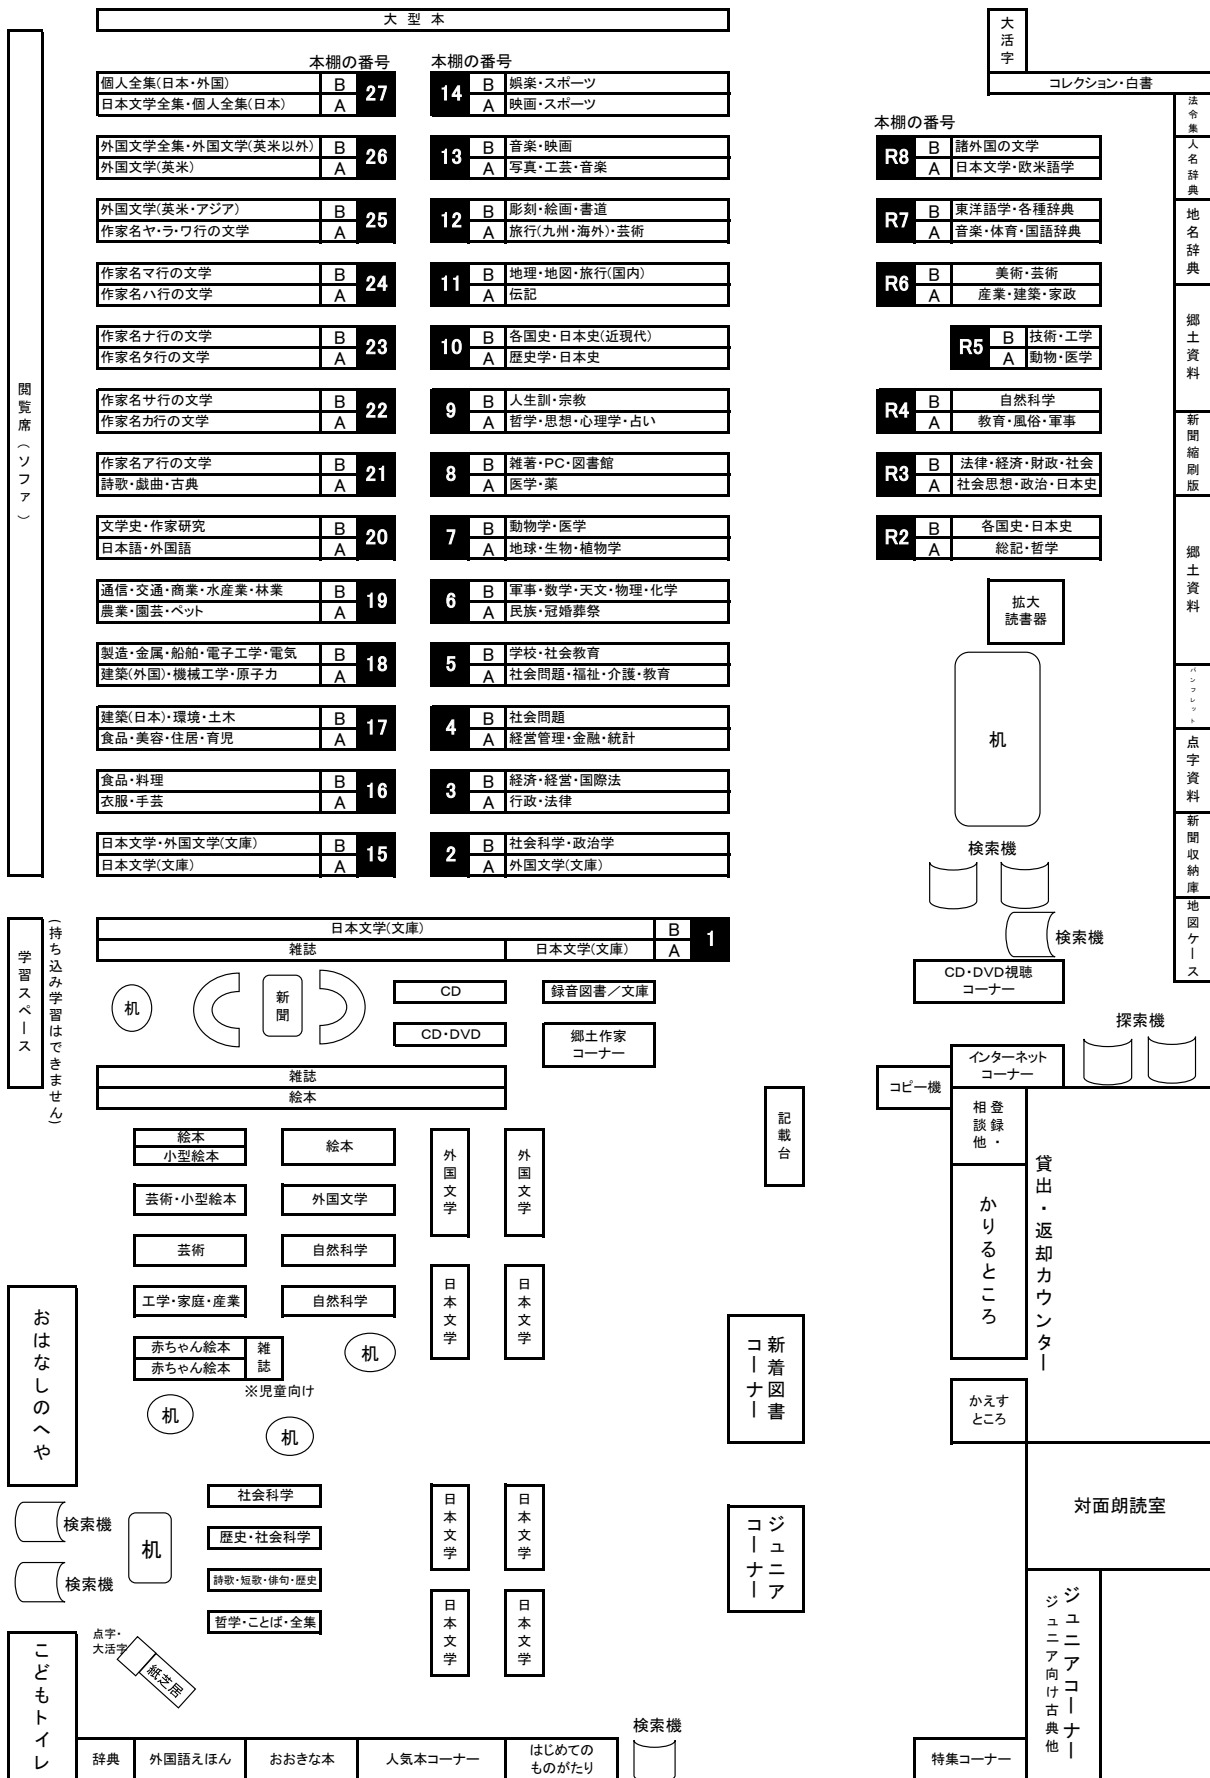 大 型 本
大活字
コレクション・白書
本棚の番号
本棚の番号
個人全集(日本・外国) B 27
日本文学全集・個人全集(日本) A
14 B 娯楽・スポーツ
A 映画・スポーツ
外国文学全集・外国文学(英米以外) B 26
外国文学(英米) A
13 B 音楽・映画
A 写真・工芸・音楽
外国文学(英米・アジア) B 25
作家名ヤ・ラ・ワ行の文学 A
12 B 彫刻・絵画・書道
A 旅行(九州・海外)・芸術
作家名マ行の文学 B 24
作家名ハ行の文学 A
11 B 地理・地図・旅行(国内)
A 伝記
作家名ナ行の文学 B 23
作家名タ行の文学 A
10 B 各国史・日本史(近現代)
A 歴史学・日本史
作家名サ行の文学 B 22
作家名カ行の文学 A
9 B 人生訓・宗教
A 哲学・思想・心理学・占い
作家名ア行の文学 B 21
詩歌・戯曲・古典 A
8 B 雑著・PC・図書館
A 医学・薬
文学史・作家研究 B 20
日本語・外国語 A
7 B 動物学・医学
A 地球・生物・植物学
通信・交通・商業・水産業・林業 B 19
農業・園芸・ペット A
6 B 軍事・数学・天文・物理・化学
A 民族・冠婚葬祭
製造・金属・船舶・電子工学・電気 B 18
建築(外国)・機械工学・原子力 A
5 B 学校・社会教育
A 社会問題・福祉・介護・教育
建築(日本)・環境・土木 B 17
食品・美容・住居・育児 A
4 B 社会問題
A 経営管理・金融・統計
食品・料理 B 16
衣服・手芸 A
3 B 経済・経営・国際法
A 行政・法律
日本文学・外国文学(文庫) B 15
日本文学(文庫) A
2 B 社会科学・政治学
A 外国文学(文庫)
閲覧席(ソファ)
本棚の番号
R8 B 諸外国の文学
A 日本文学・欧米語学
R7 B 東洋語学・各種辞典
A 音楽・体育・国語辞典
R6 B 美術・芸術
A 産業・建築・家政
R5 B 技術・工学
A 動物・医学
R4 B 自然科学
A 教育・風俗・軍事
R3 B 法律・経済・財政・社会
A 社会思想・政治・日本史
R2 B 各国史・日本史
A 総記・哲学
法令集
人名辞典
地名辞典
郷土資料
新聞縮刷版
郷土資料
パンフレット
点字資料
新聞収納庫
地図ケース
拡大
読書器
机
検索機
検索機
CD・DVD視聴
コーナー
探索機
インターネット
コーナー
コピー機
学習スペース
(持ち込み学習はできません)
日本文学(文庫) B 1
雑誌 日本文学(文庫) A
机
新聞
CD
録音図書/文庫
CD・DVD
郷土作家
コーナー
雑誌
絵本
記載台
登録・
相談他
貸出・返却カウンター
かりるところ
かえす
ところ
絵本
小型絵本
絵本
外国文学
外国文学
芸術・小型絵本
外国文学
芸術
自然科学
工学・家庭・産業
自然科学
日本文学
日本文学
赤ちゃん絵本
赤ちゃん絵本
雑誌
※児童向け
机
机
机
おはなしのへや
新着図書
コーナー
対面朗読室
社会科学
歴史・社会科学
詩歌・短歌・俳句・歴史
哲学・ことば・全集
日本文学
日本文学
日本文学
日本文学
ジュニア
コーナー
検索機
検索機
机
点字・
大活字
紙芝居
こどもトイレ
ジュニアコーナー
ジュニア向け古典他
検索機
辞典
外国語えほん
おおきな本
人気本コーナー
はじめての
ものがたり
特集コーナー